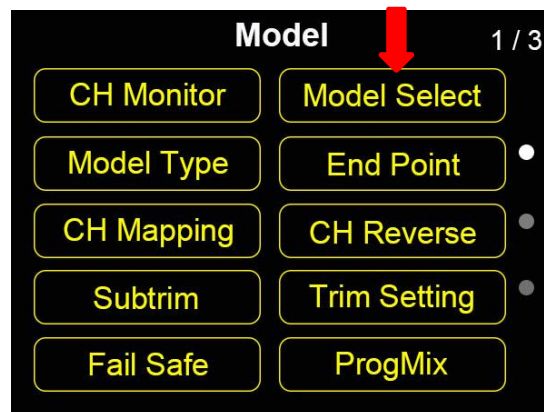 Model 1 / 3
CH Monitor Model Select
Model Type End Point
CH Mapping CH Reverse
Subtrim Trim Setting
Fail Safe ProgMix